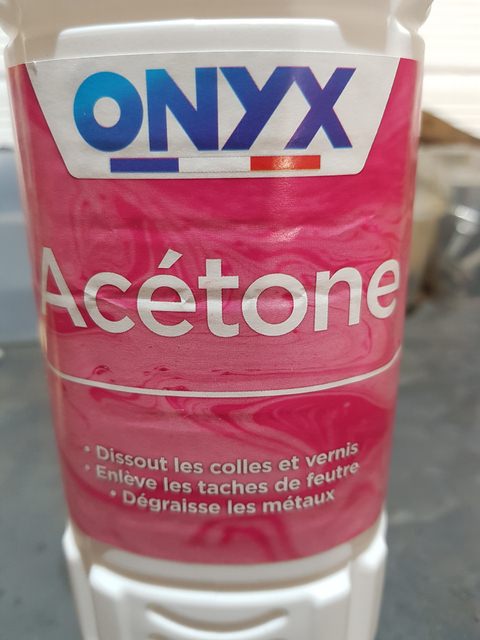 ONYX
Acétone
• Dissout les colles et vernis
• Enlève les taches de feutre
• Dégraisse les métaux